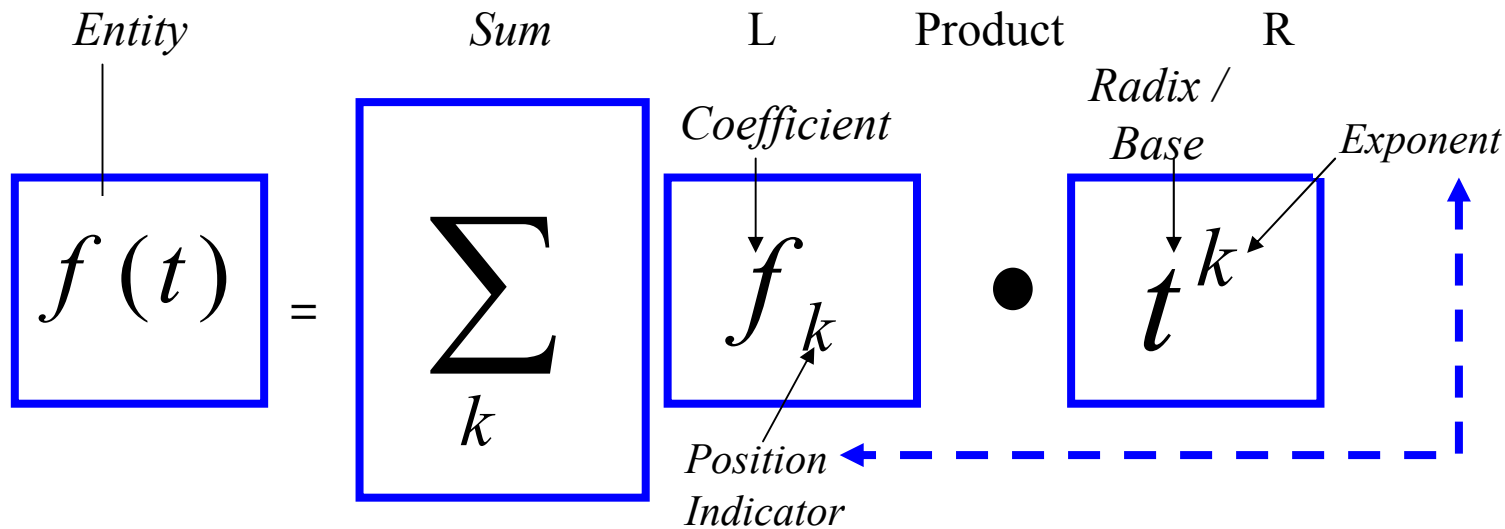 Entity Sum L Product R
Coefficient Radix / Base Exponent
f (t) = ∑ k f k • t k
Position
Indicator